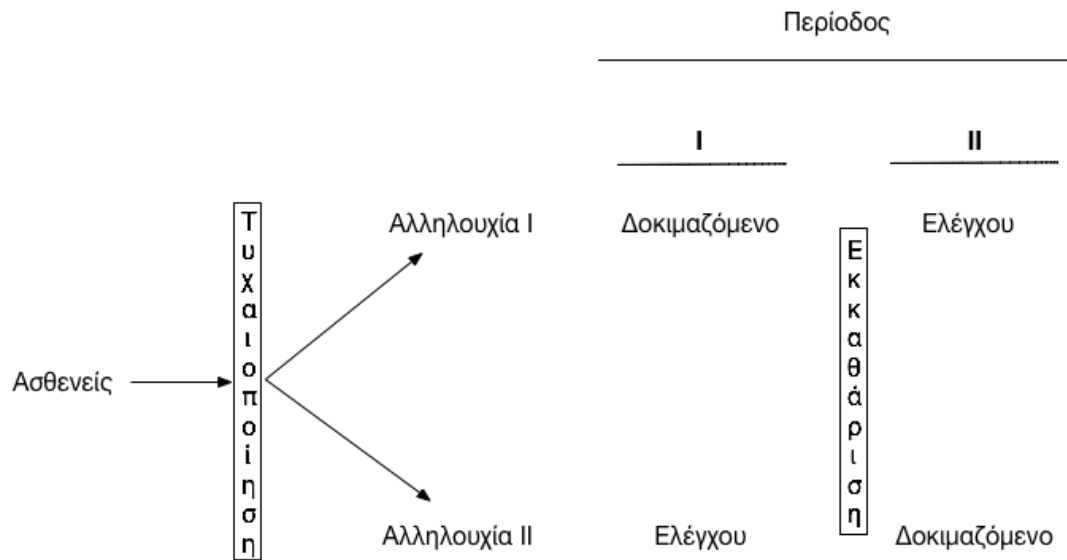 Περίοδος
I II
Αλληλουχία I Δοκιμαζόμενο Ελέγχου
Τυχαιοποίηση
Εκκαθάριση
Ασθενείς
Αλληλουχία II Ελέγχου Δοκιμαζόμενο